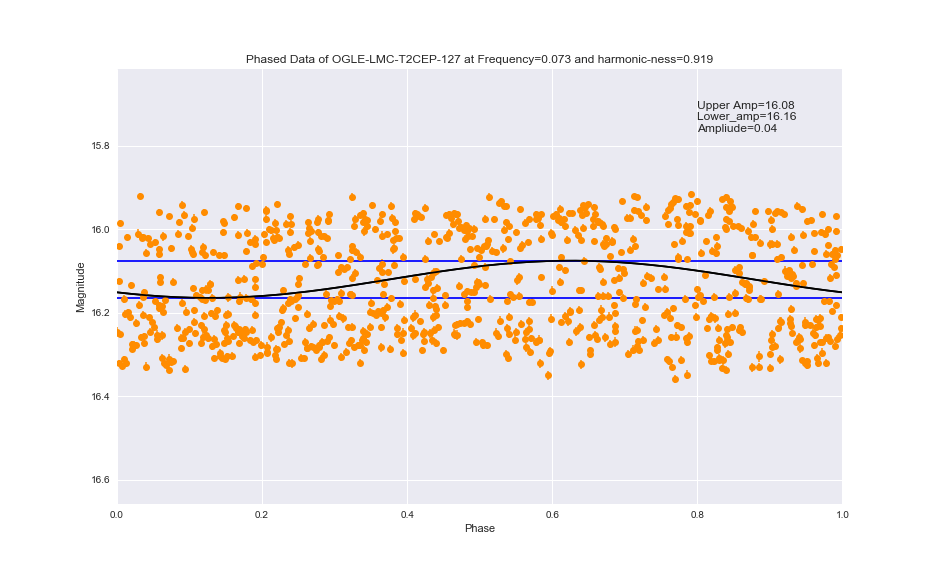 Phased Data of OGLE-LMC-T2CEP-127 at Frequency=0.073 and harmonic-ness=0.919
Upper Amp=16.08
Lower_amp=16.16
Ampliude=0.04
15.8
16.0
16.2
16.4
16.6
Magnitude
0.0 0.2 0.4 0.6 0.8 1.0
Phase